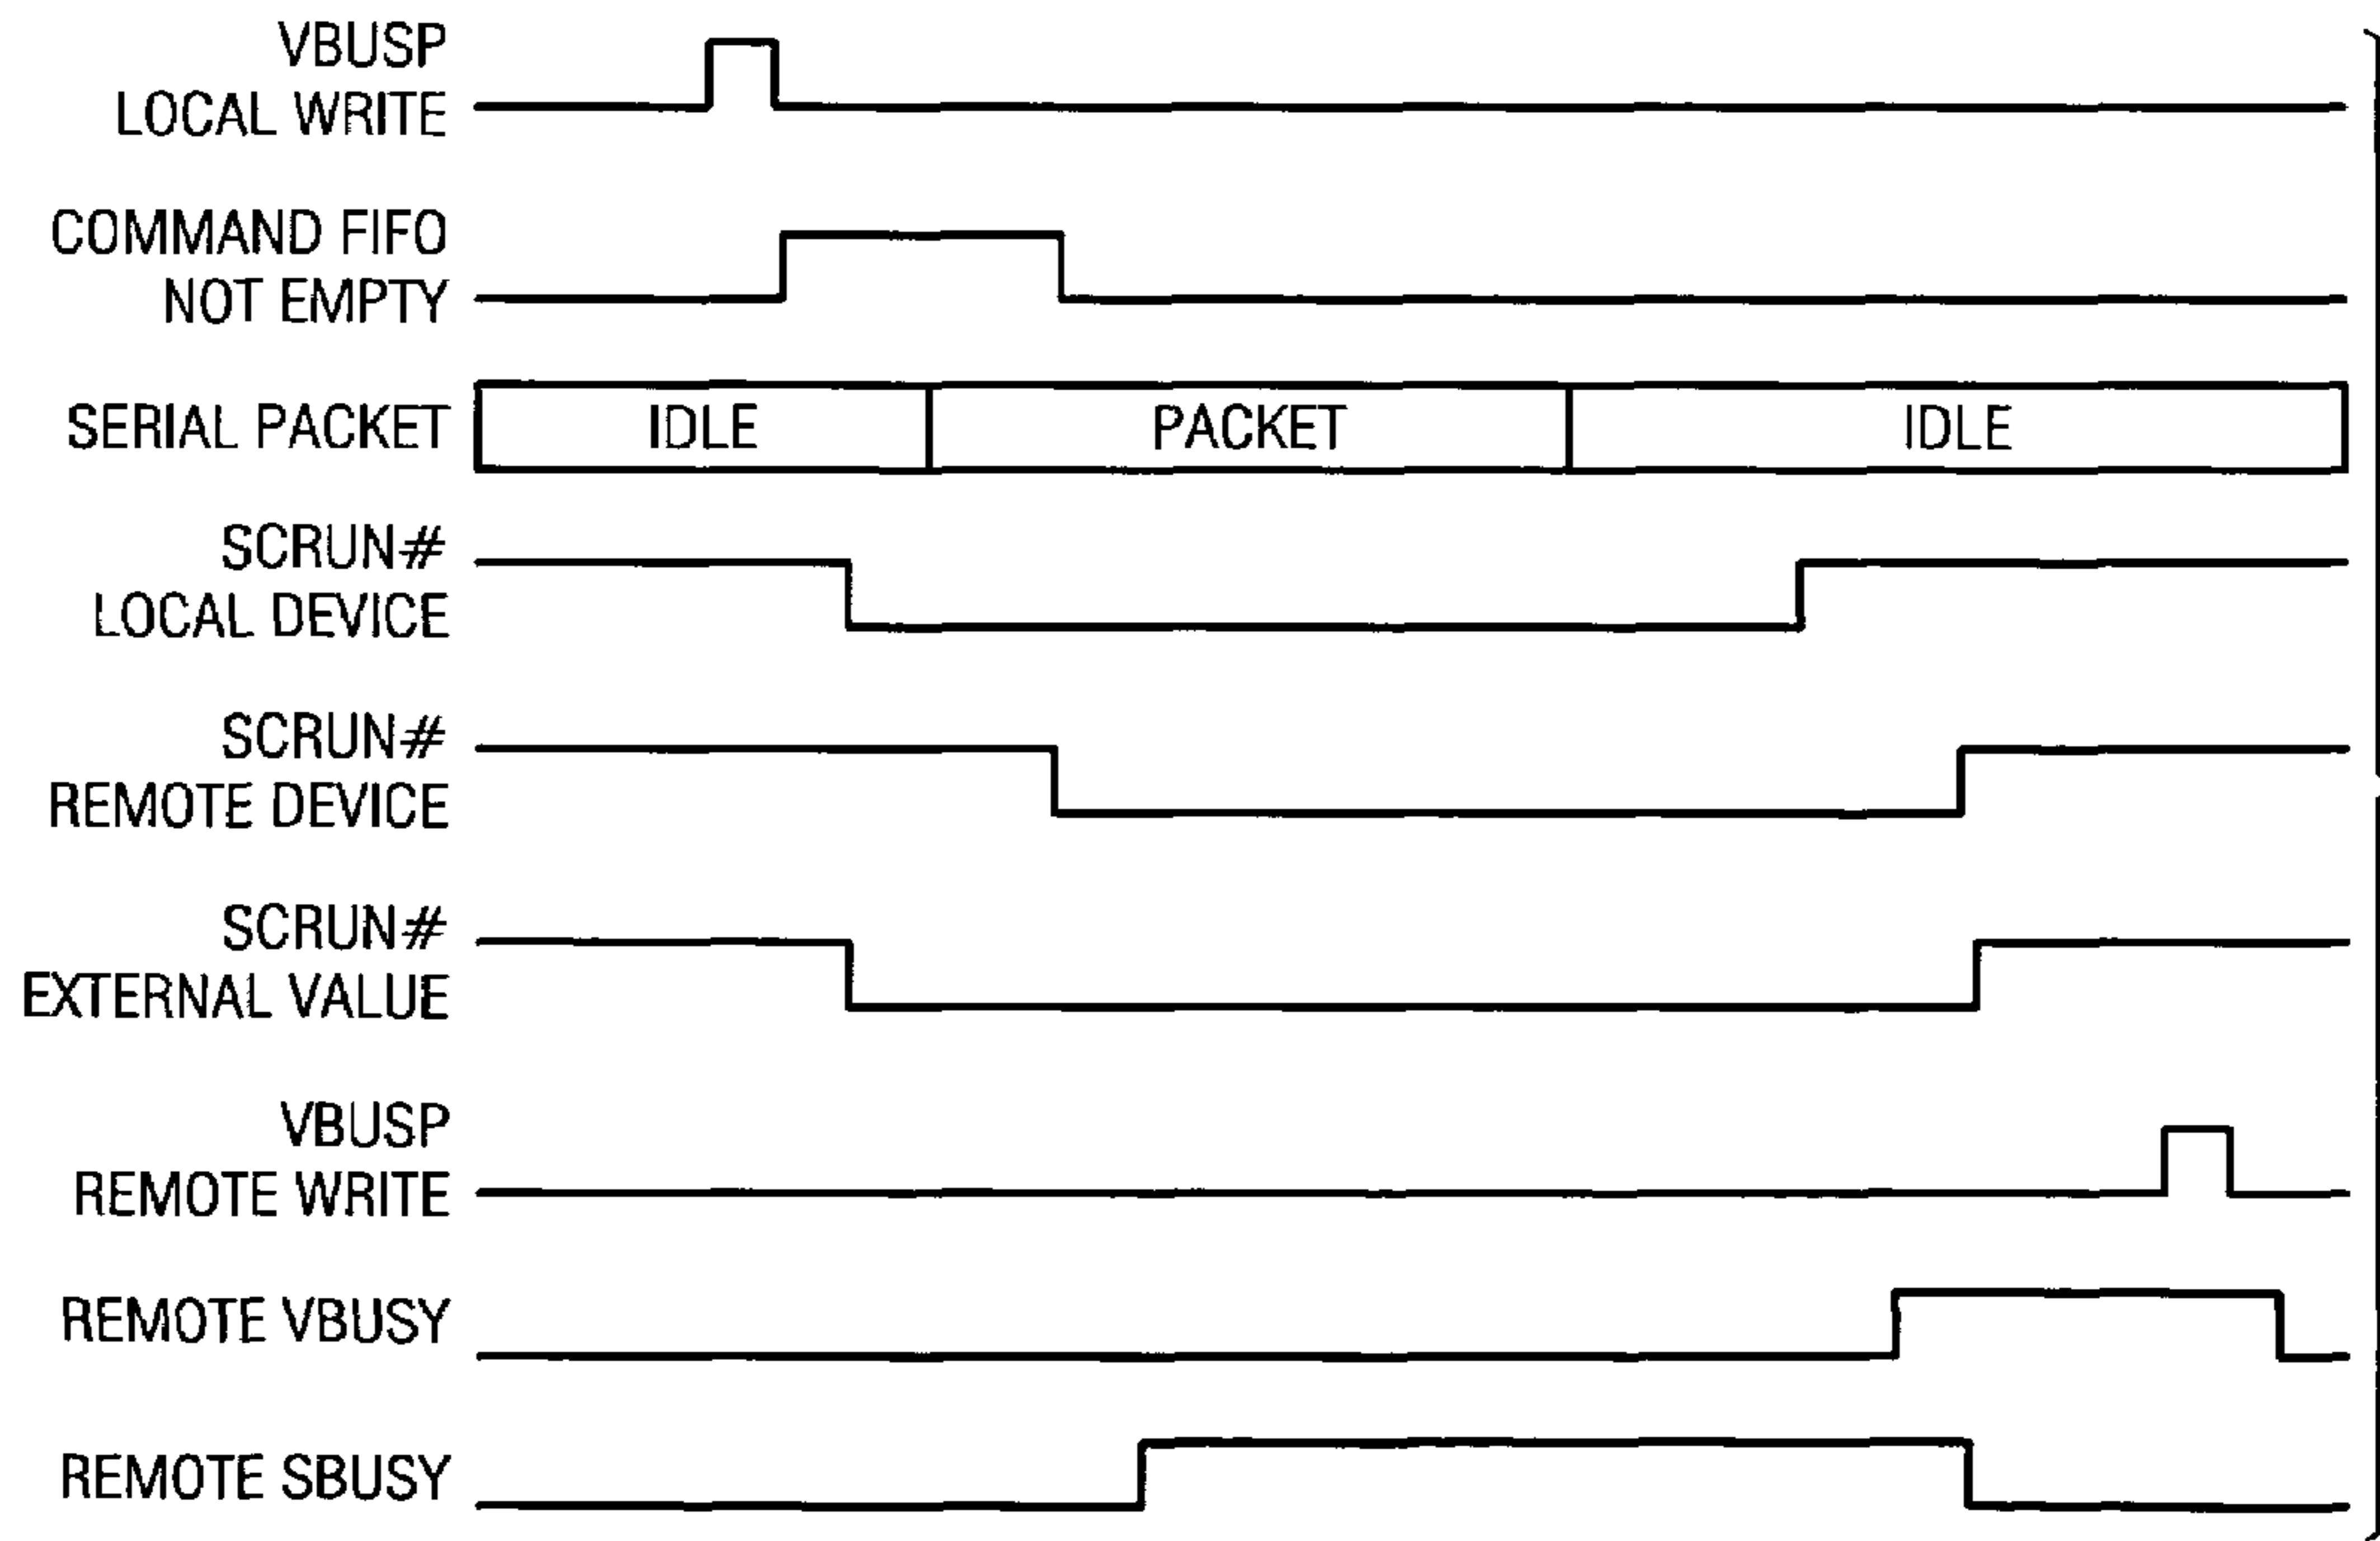 VBUSP
LOCAL WRITE
COMMAND FIFO
NOT EMPTY
SERIAL PACKET
IDLE
PACKET
IDLE
SCRUN#
LOCAL DEVICE
SCRUN#
REMOTE DEVICE
SCRUN#
EXTERNAL VALUE
VBUSP
REMOTE WRITE
REMOTE VBUSY
REMOTE SBUSY